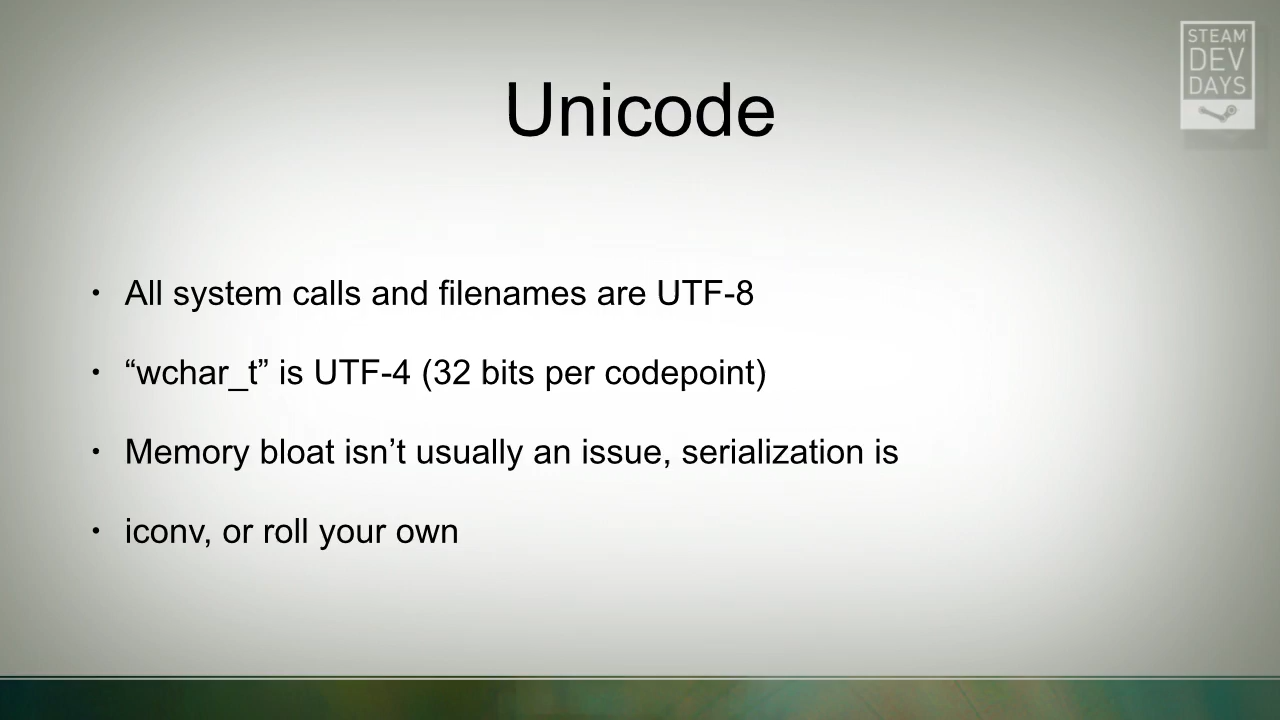 STEAM
DEV
DAYS
Unicode
• All system calls and filenames are UTF-8
• “wchar_t” is UTF-4 (32 bits per codepoint)
• Memory bloat isn’t usually an issue, serialization is
• iconv, or roll your own